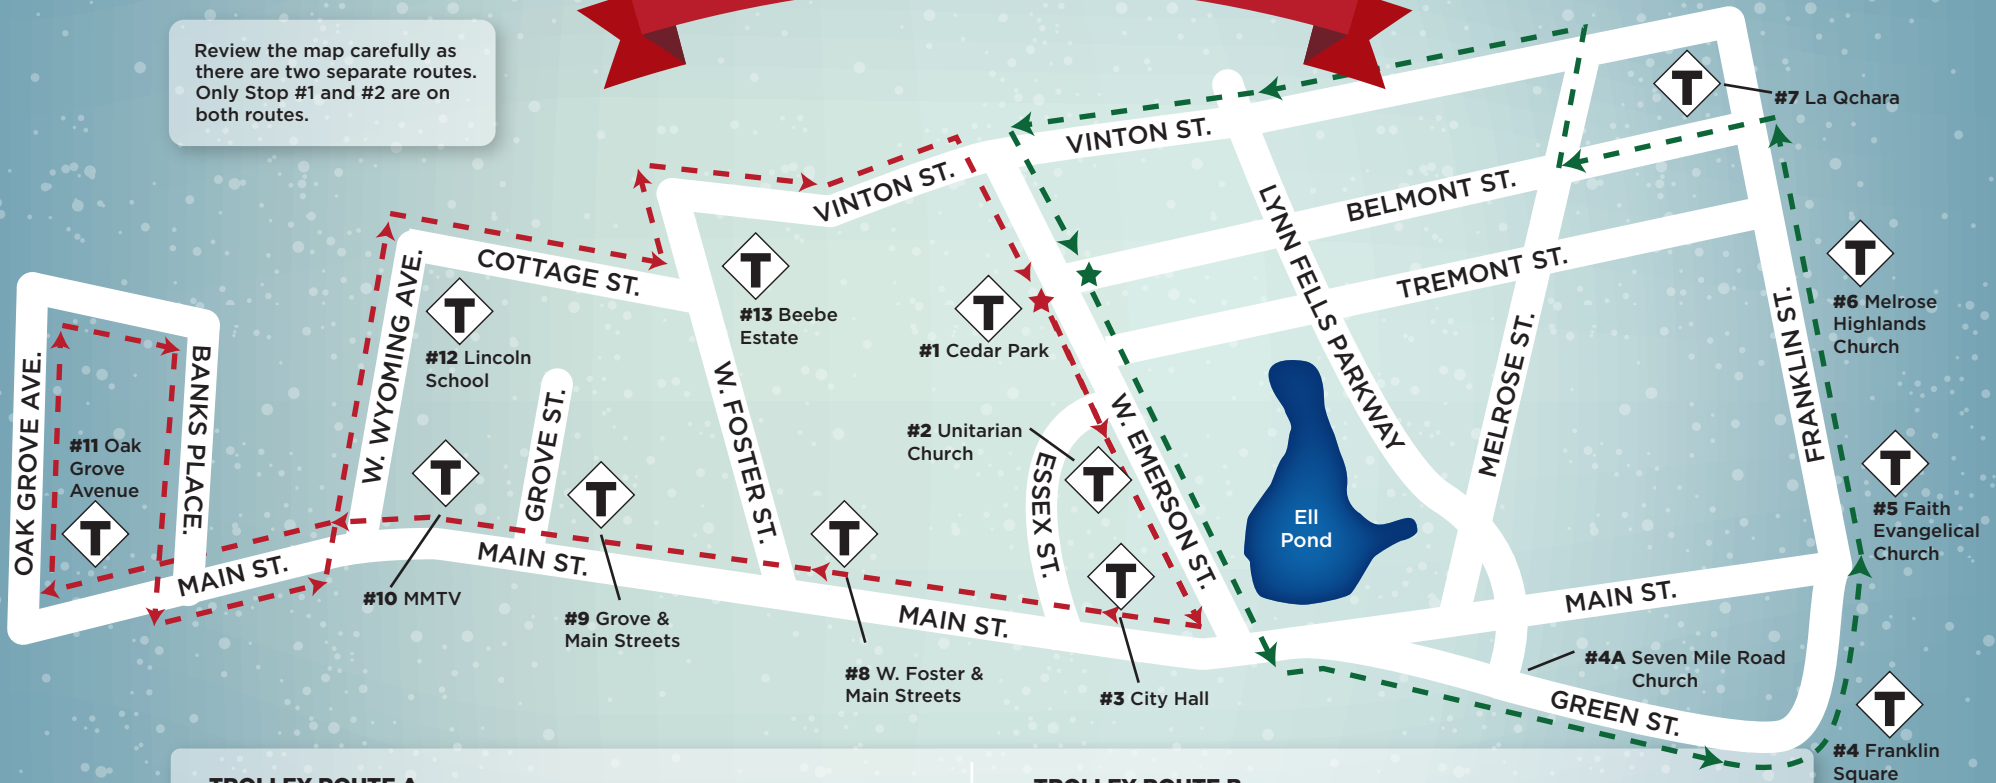 Review the map carefully as
there are two separate routes.
Only Stop #1 and #2 are on
both routes.
T
#7 La Qchara
VINTON ST.
VINTON ST.
BELMONT ST.
TREMONT ST.
LYNN FELLS PARKWAY
MELROSE ST.
FRANKLIN ST.
T
#6 Melrose
Highlands
Church
COTTAGE ST.
W. WYOMING AVE.
T
#12 Lincoln
School
T
#13 Beebe
Estate
T
#1 Cedar Park
OAK GROVE AVE.
BANKS PLACE.
#11 Oak
Grove
Avenue
T
GROVE ST.
W. FOSTER ST.
#2 Unitarian
Church
T
W. EMERSON ST.
ESSEX ST.
Ell
Pond
T
#5 Faith
Evangelical
Church
T
#10 MMTV
T
#9 Grove &
Main Streets
T
#8 W. Foster &
Main Streets
T
#3 City Hall
MAIN ST.
MAIN ST.
MAIN ST.
MAIN ST.
#4A Seven Mile Road
Church
GREEN ST.
T
#4 Franklin
Square
TROLLEY ROUTE A
TROLLEY ROUTE B